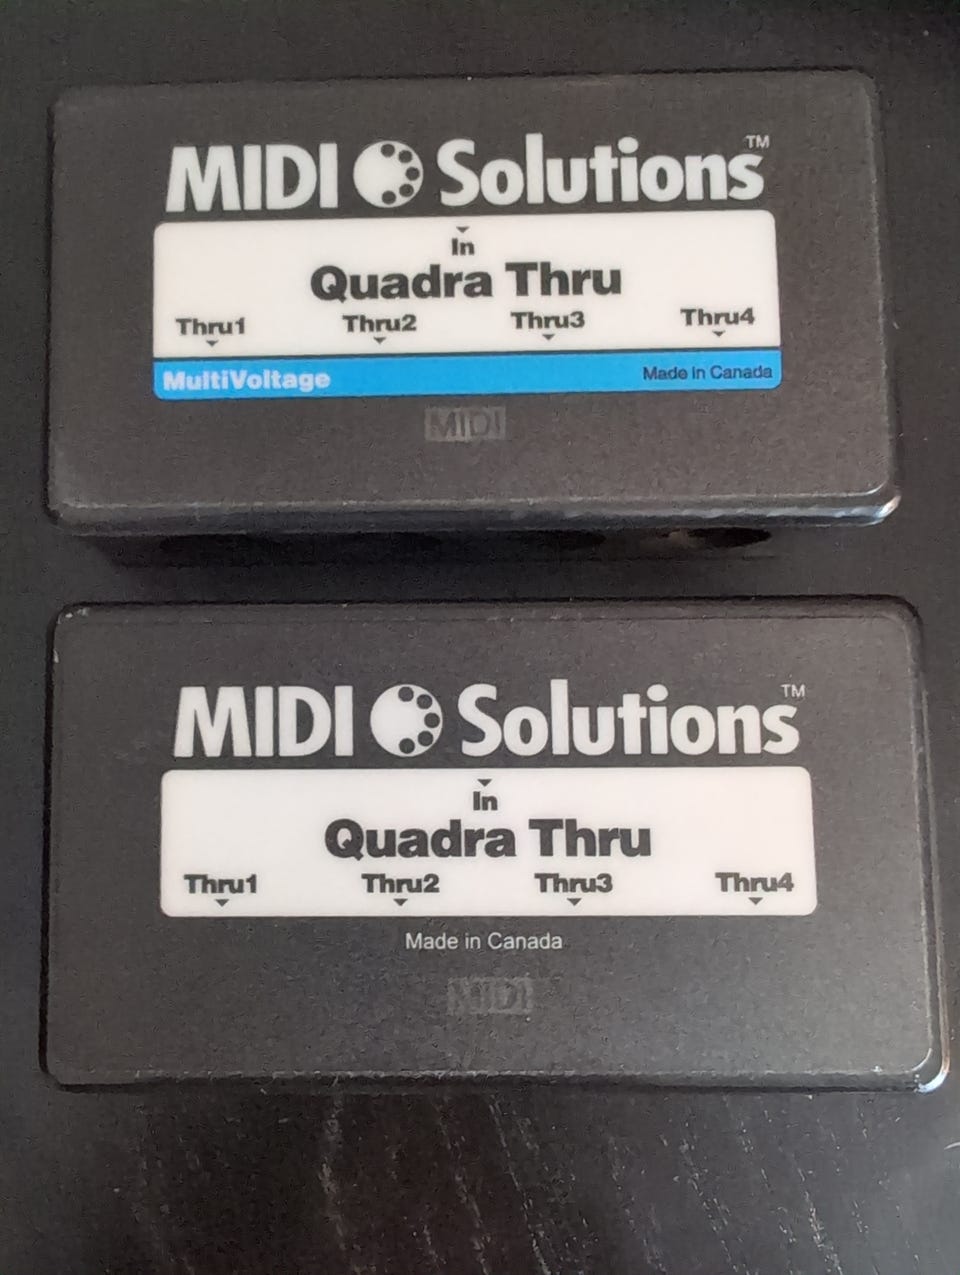 MIDI Solutions™
In
Quadra Thru
Thru1 Thru2 Thru3 Thru4
MultiVoltage Made in Canada
MIDI
MIDI Solutions™
In
Quadra Thru
Thru1 Thru2 Thru3 Thru4
Made in Canada
MIDI